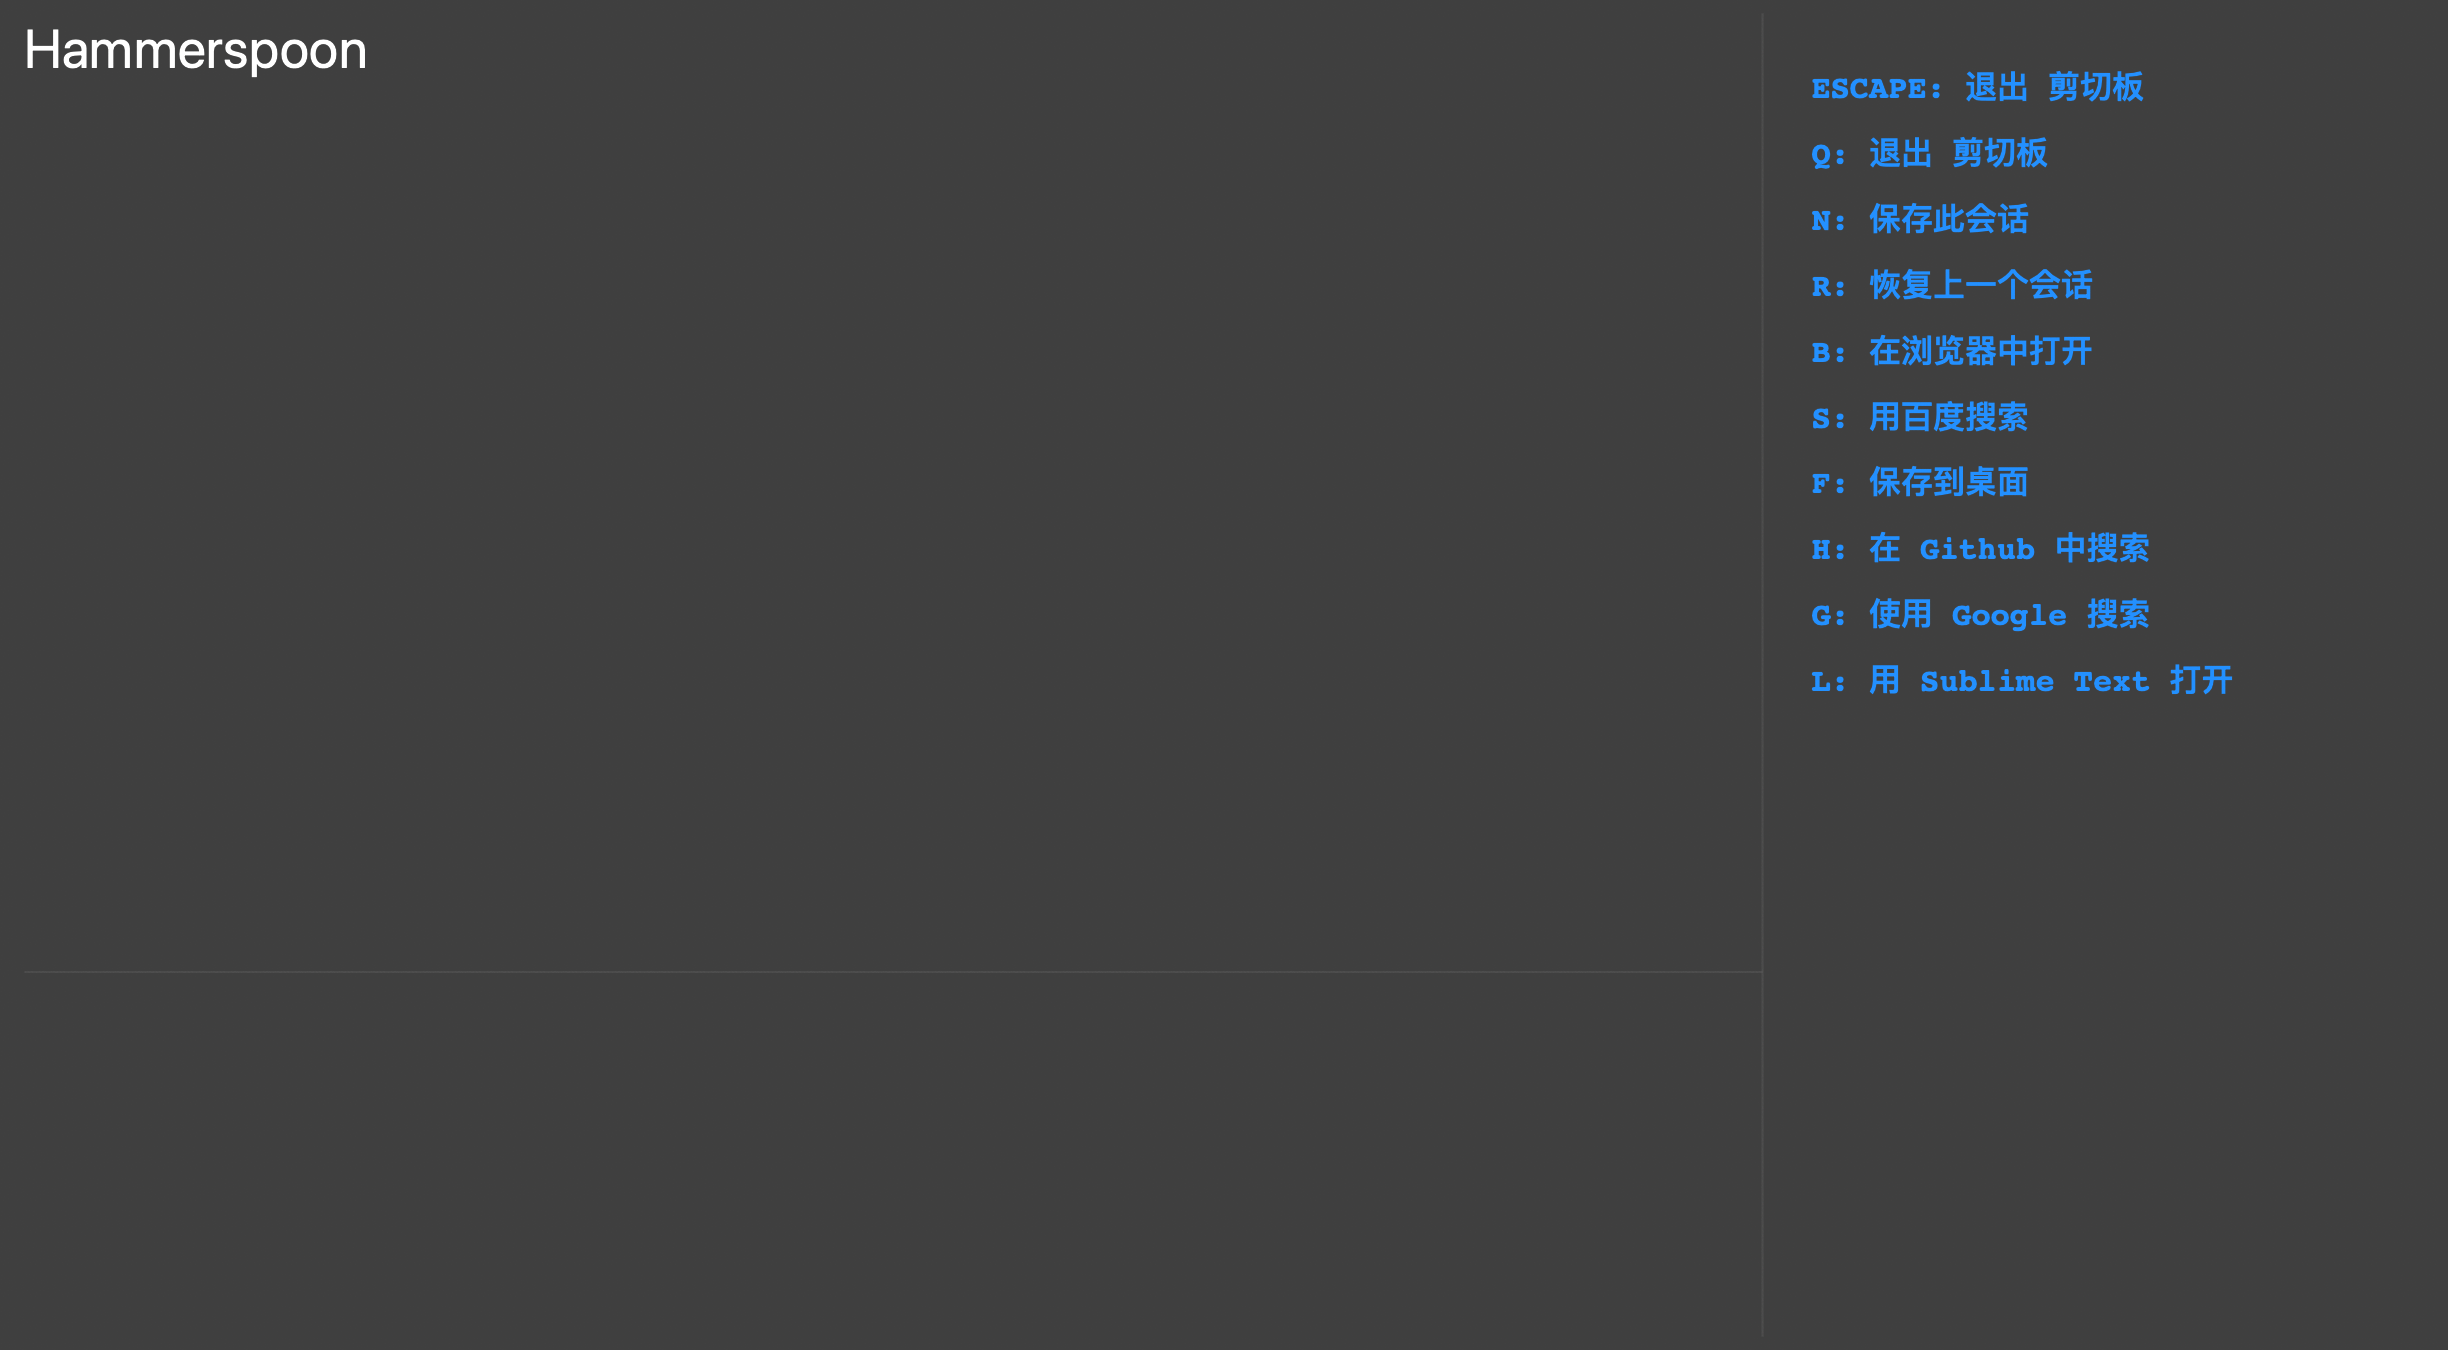 Hammerspoon
ESCAPE: 退出 剪切板
Q: 退出 剪切板
N: 保存此会话
R: 恢复上一个会话
B: 在浏览器中打开
S: 用百度搜索
F: 保存到桌面
H: 在 Github 中搜索
G: 使用 Google 搜索
L: 用 Sublime Text 打开